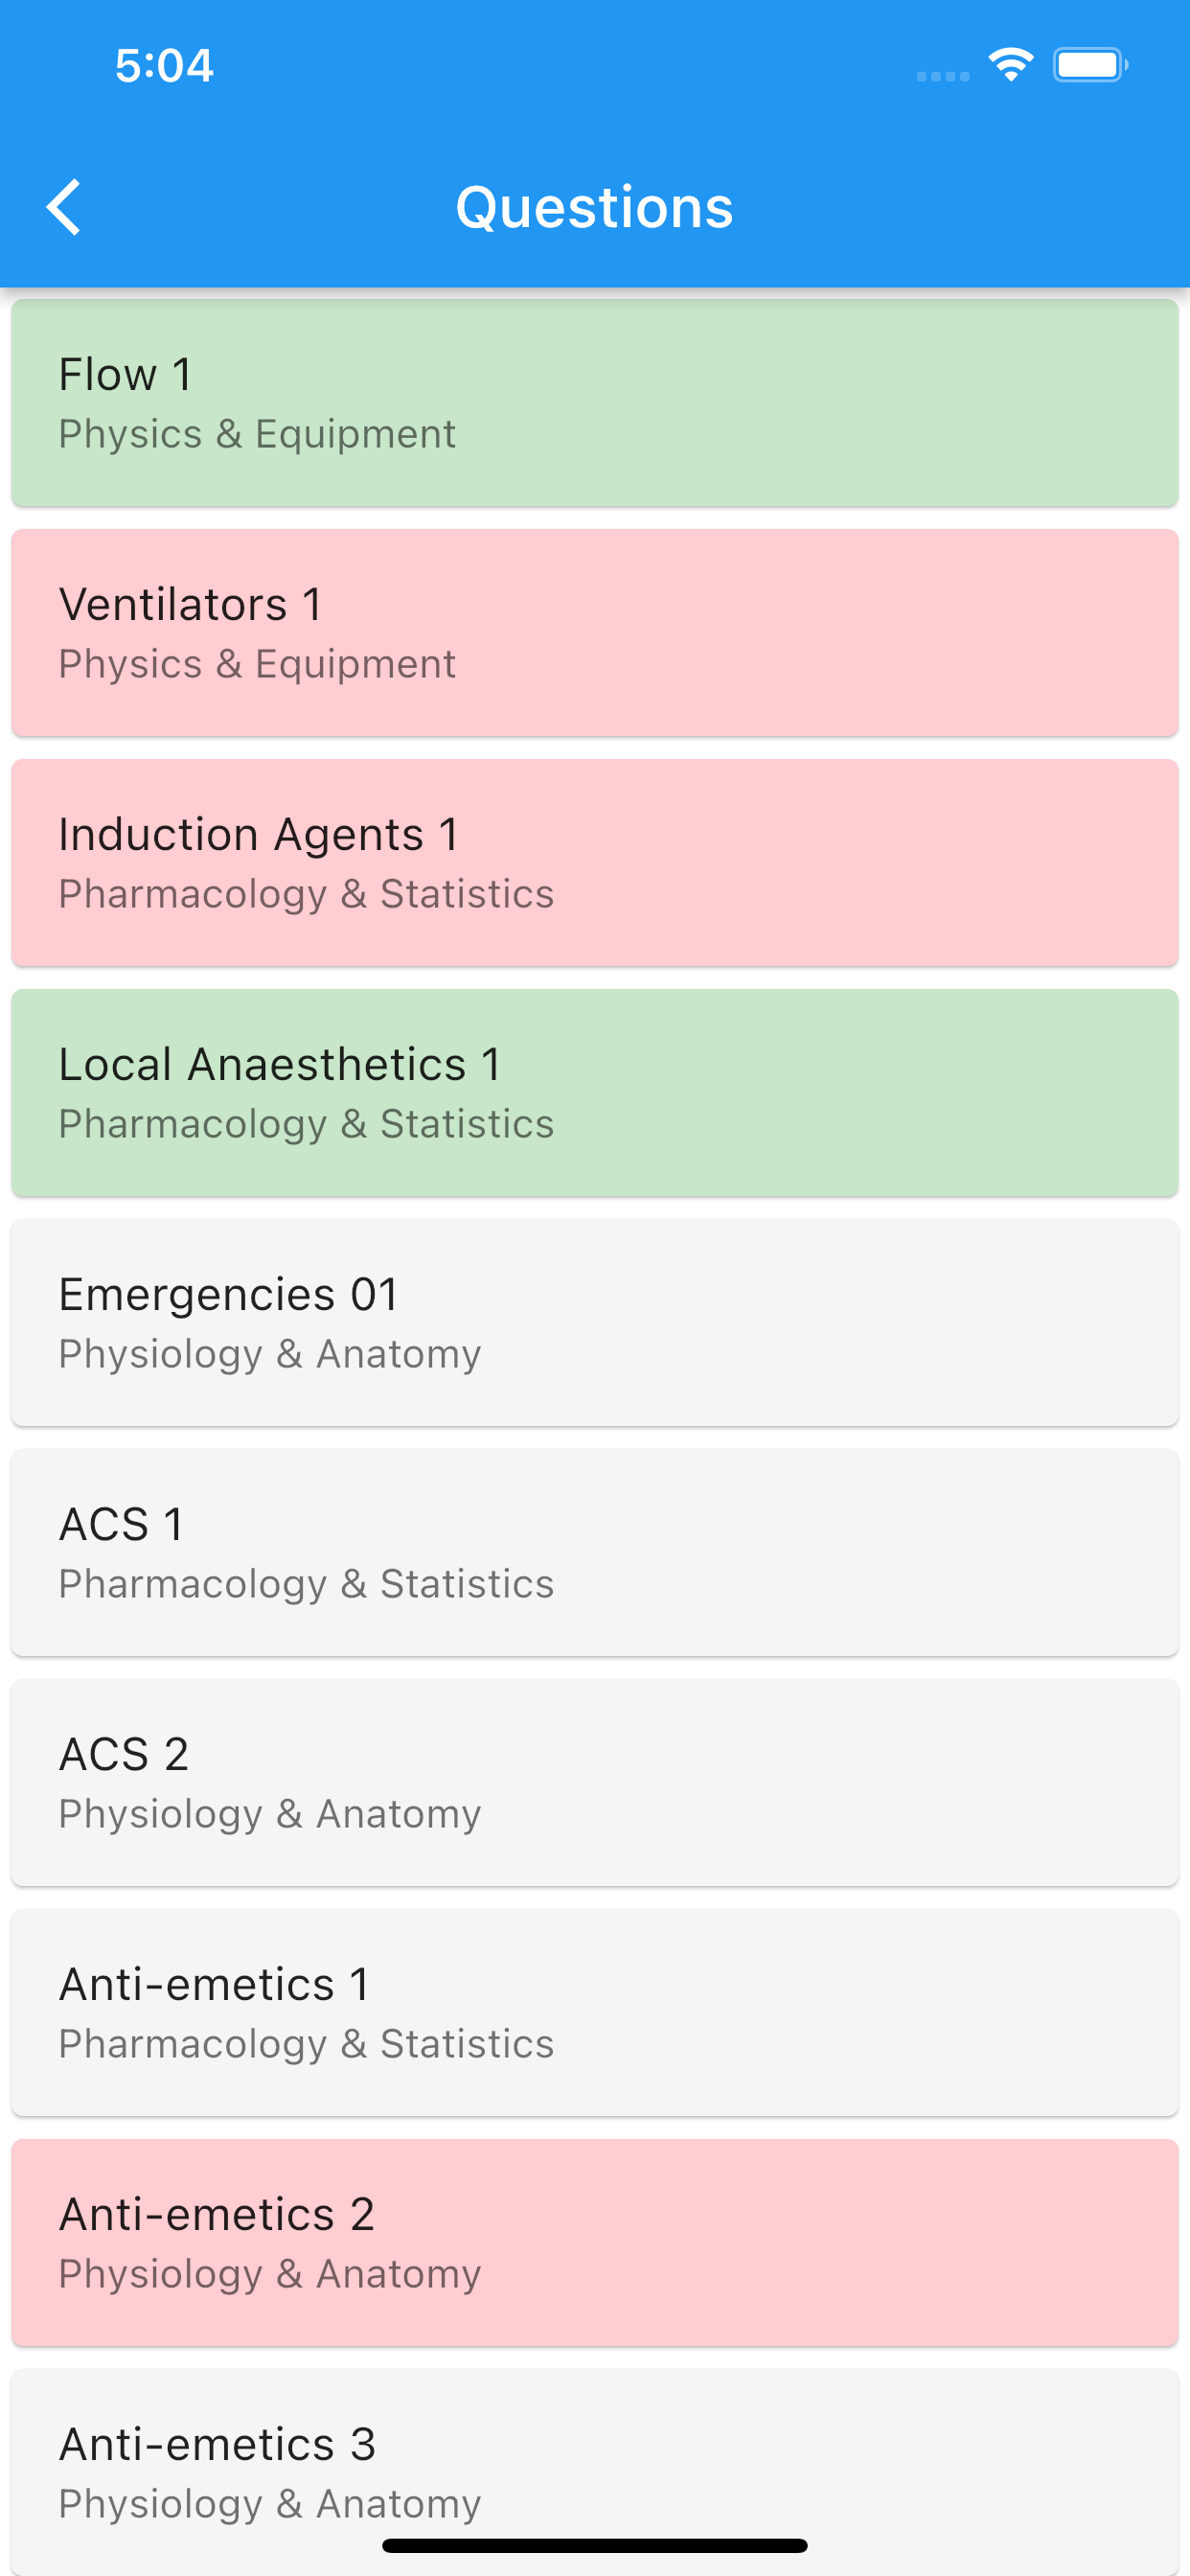 5:04
Questions
Flow 1
Physics & Equipment
Ventilators 1
Physics & Equipment
Induction Agents 1
Pharmacology & Statistics
Local Anaesthetics 1
Pharmacology & Statistics
Emergencies 01
Physiology & Anatomy
ACS 1
Pharmacology & Statistics
ACS 2
Physiology & Anatomy
Anti-emetics 1
Pharmacology & Statistics
Anti-emetics 2
Physiology & Anatomy
Anti-emetics 3
Physiology & Anatomy